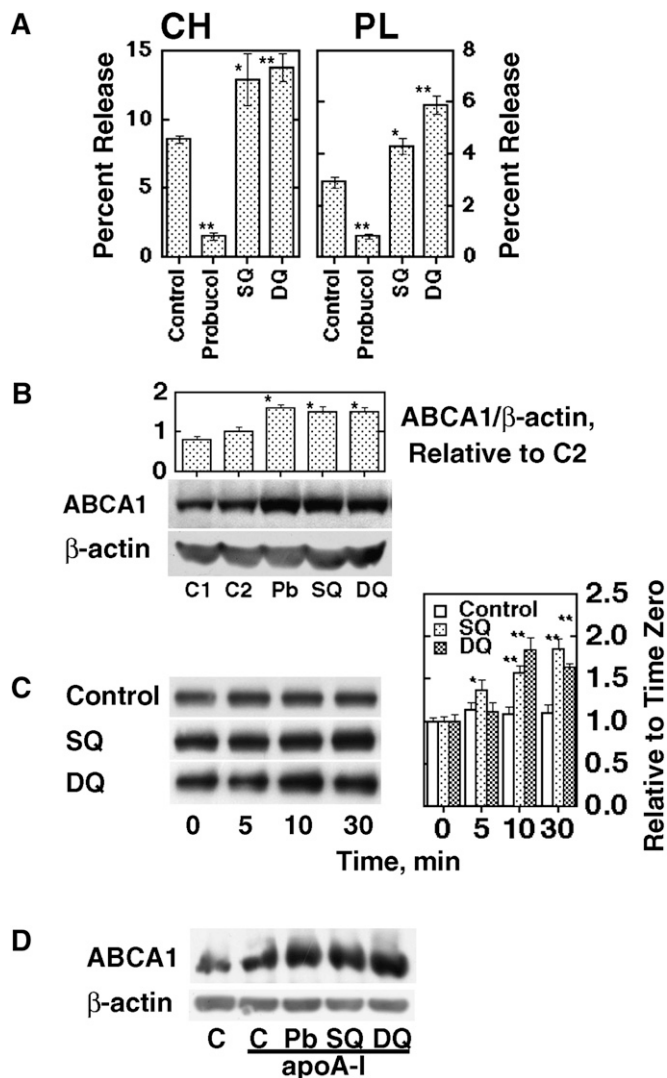 A
CH
PL
15
10
5
0
Percent Release
**
*
**
8
6
4
2
0
Percent Release
**
*
**
Control
Probucol
SQ
DQ
Control
Probucol
SQ
DQ
B
2
1
0
*
*
*
ABCA1/β-actin,
Relative to C2
ABCA1
β-actin
C1 C2 Pb SQ DQ
C
Control
SQ
DQ
0 5 10 30
Control
SQ
DQ
*
**
**
**
**
2.5
2.0
1.5
1.0
0.5
0.0
Relative to Time Zero
0 5 10 30
Time, min
D
ABCA1
β-actin
C C Pb SQ DQ
apoA-I